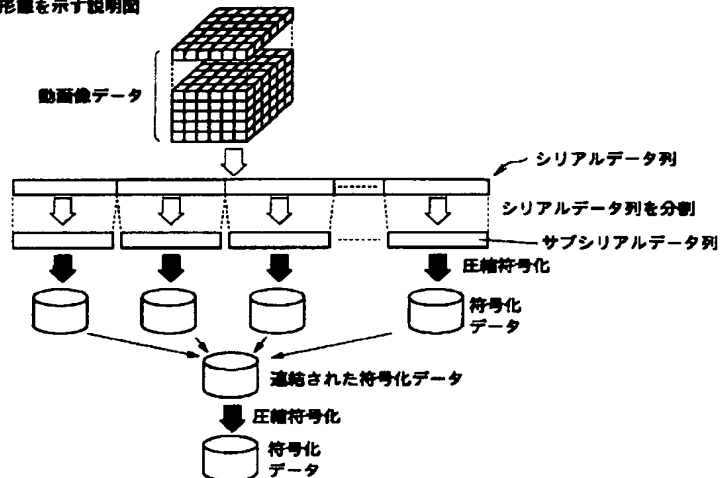 形態を示す説明図
動画像データ
シリアルデータ列
シリアルデータ列を分割
サブシリアルデータ列
圧縮符号化
符号化
データ
連結された符号化データ
圧縮符号化
符号化
データ